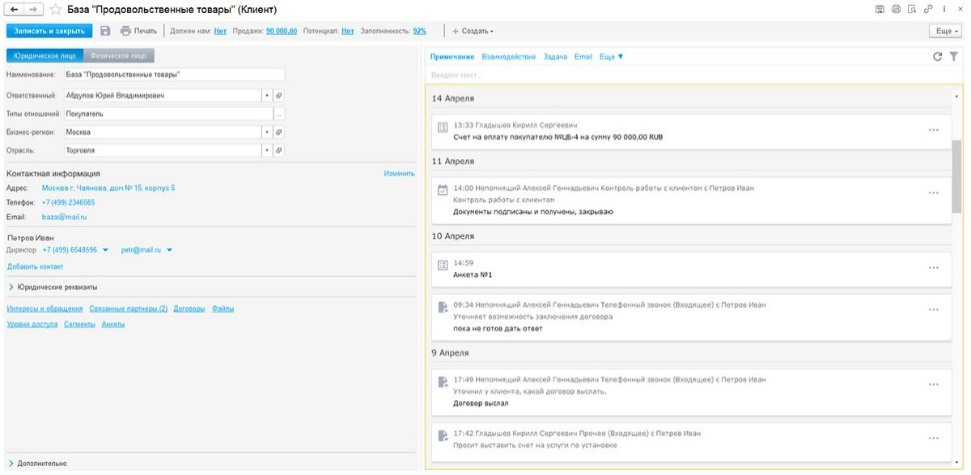 База "Продовольственные товары" (Клиент)
Записать и закрыть Печать Должен нам: Нет Продажи: 90 000,00 Потенциал: Нет Заполненность: 92% + Создать Еще
Юридическое лицо Физическое лицо
Наименование: База "Продовольственные товары"
Ответственный: Абдулов Юрий Владимирович
Типы отношений: Покупатель
Бизнес-регион: Москва
Отрасль: Торговля
Контактная информация Изменить
Адрес: Москва г, Чаянова, дом № 15, корпус 5
Телефон: +7 (499) 2346565
Email: baza@mail.ru
Петров Иван
Директор +7 (499) 6548596 petr@mail.ru
Добавить контакт
Юридические реквизиты
Интересы и обращения Связанные партнеры (2) Договоры Файлы
Уровни доступа Сегменты Анкеты
Дополнительно
Примечание Взаимодействие Задача Email Еще
Введите текст...
14 Апреля
13:33 Гладышев Кирилл Сергеевич
Счет на оплату покупателю №ЦБ-4 на сумму 90 000,00 RUB
11 Апреля
14:00 Непомнящий Алексей Геннадьевич Контроль работы с клиентом с Петров Иван
Контроль работы с клиентом
Документы подписаны и получены, закрываю
10 Апреля
14:59
Анкета №1
09:34 Непомнящий Алексей Геннадьевич Телефонный звонок (Входящее) с Петров Иван
Уточняет возможность заключения договора
пока не готов дать ответ
9 Апреля
17:49 Непомнящий Алексей Геннадьевич Телефонный звонок (Входящее) с Петров Иван
Уточнил у клиента, какой договор выслать.
Договор выслал
17:42 Гладышев Кирилл Сергеевич Прочее (Входящее) с Петров Иван
Просит выставить счет на услуги по установке